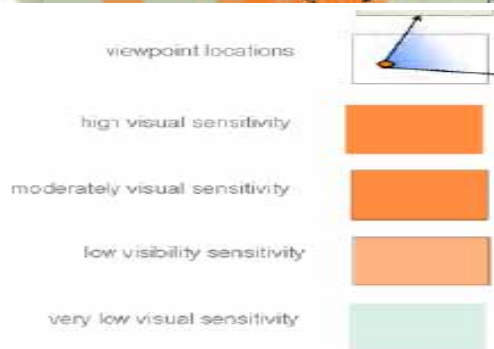 viewpoint locations
high visual sensitivity
moderately visual sensitivity
low visibility sensitivity
very low visual sensitivity